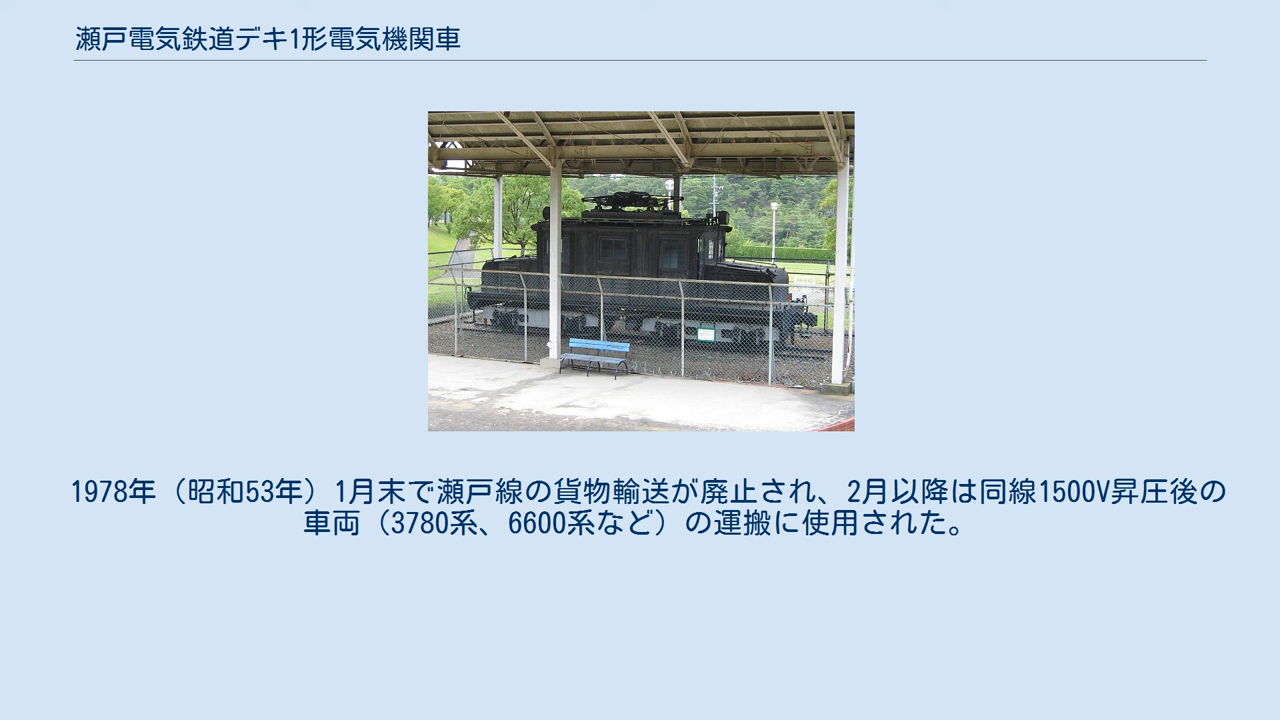 瀬戸電気鉄道デキ1形電気機関車
1978年（昭和53年）1月末で瀬戸線の貨物輸送が廃止され、2月以降は同線1500V昇圧後の
車両（3780系、6600系など）の運搬に使用された。